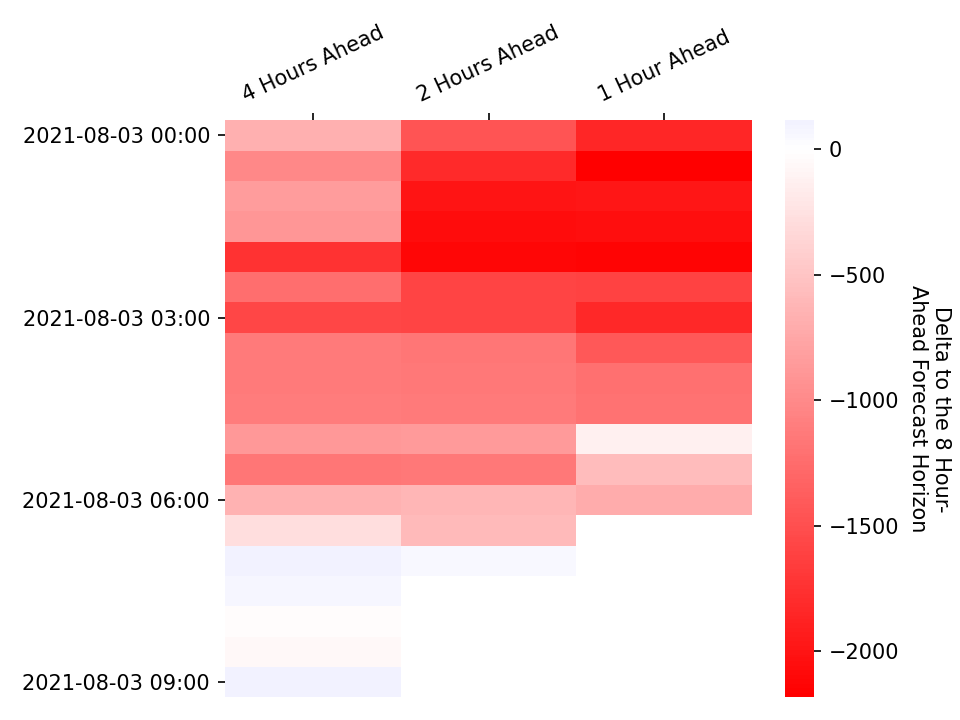 4 Hours Ahead
2 Hours Ahead
1 Hour Ahead
2021-08-03 00:00
2021-08-03 03:00
2021-08-03 06:00
2021-08-03 09:00
0
−500
−1000
−1500
−2000
Delta to the 8 Hour-
Ahead Forecast Horizon